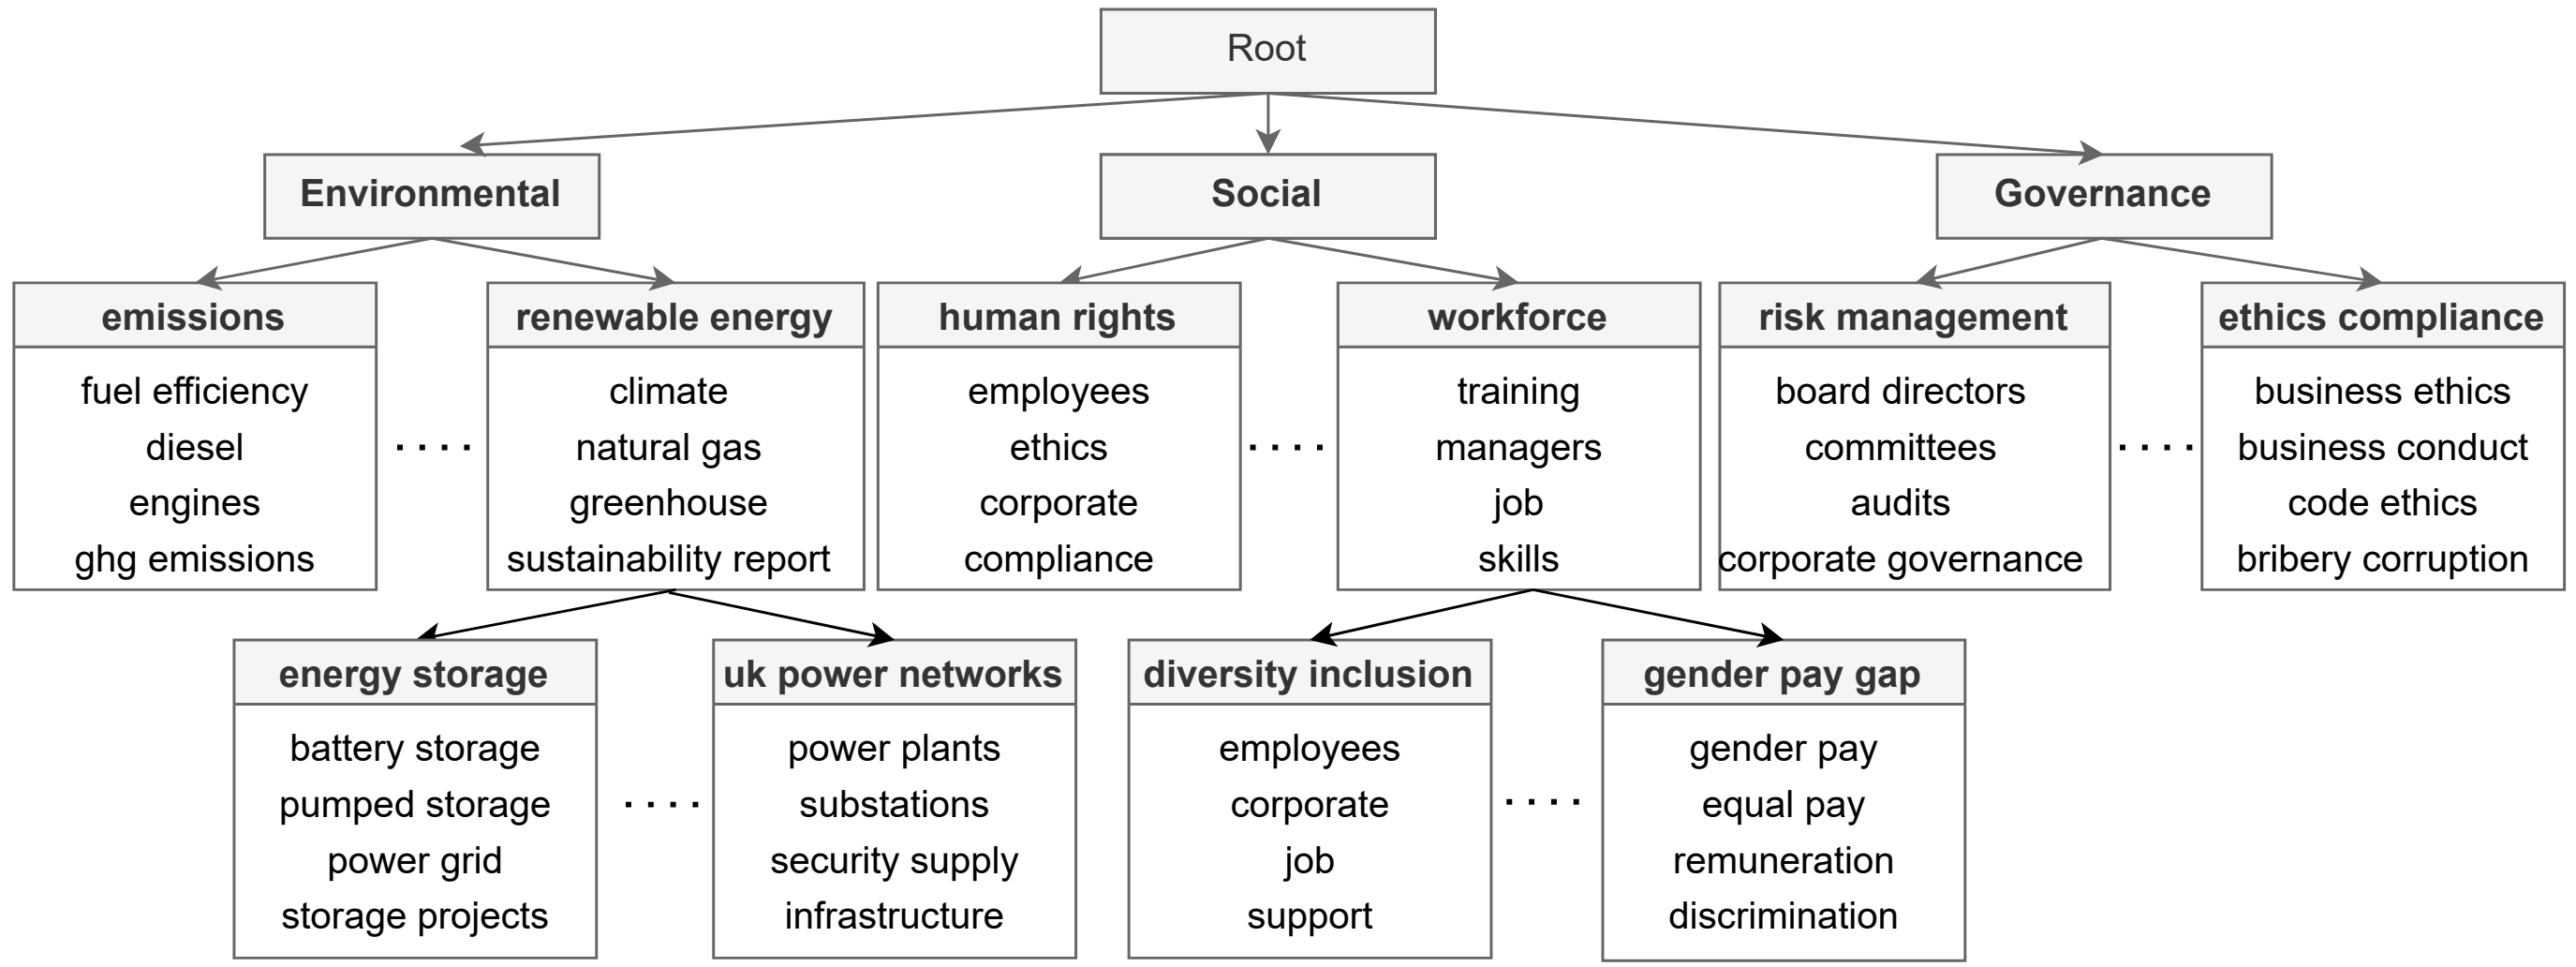 Root
Environmental
Social
Governance
emissions
fuel efficiency
diesel
engines
ghg emissions
. . . .
renewable energy
climate
natural gas
greenhouse
sustainability report
human rights
employees
ethics
corporate
compliance
. . . .
workforce
training
managers
job
skills
risk management
board directors
committees
audits
corporate governance
. . . .
ethics compliance
business ethics
business conduct
code ethics
bribery corruption
energy storage
battery storage
pumped storage
power grid
storage projects
. . . .
uk power networks
power plants
substations
security supply
infrastructure
diversity inclusion
employees
corporate
job
support
. . . .
gender pay gap
gender pay
equal pay
remuneration
discrimination